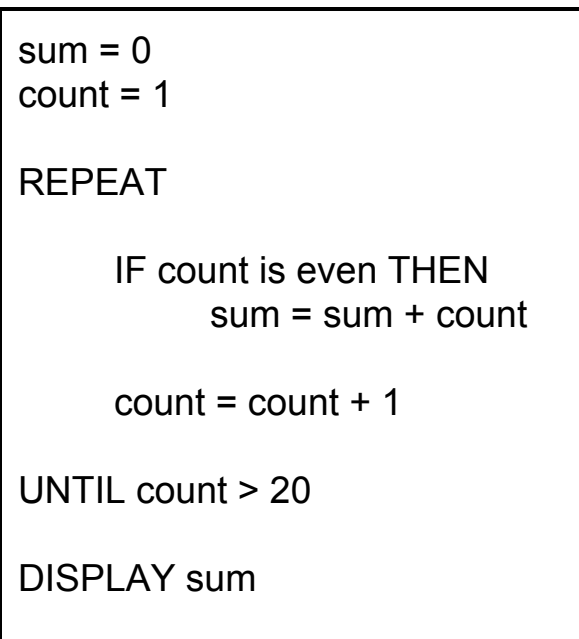 sum = 0
count = 1
REPEAT
IF count is even THEN
sum = sum + count
count = count + 1
UNTIL count > 20
DISPLAY sum